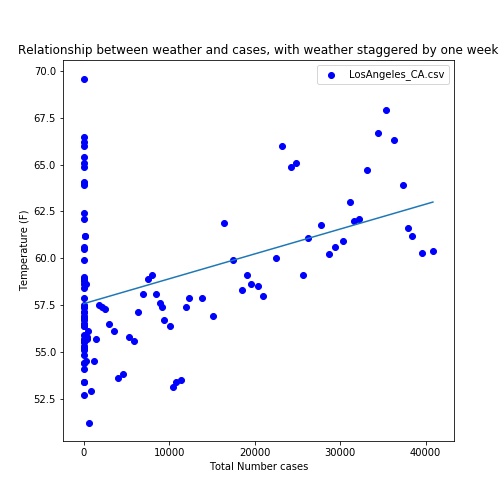 Relationship between weather and cases, with weather staggered by one week
LosAngeles_CA.csv
70.0
67.5
65.0
62.5
60.0
57.5
55.0
52.5
Temperature (F)
0 10000 20000 30000 40000
Total Number cases